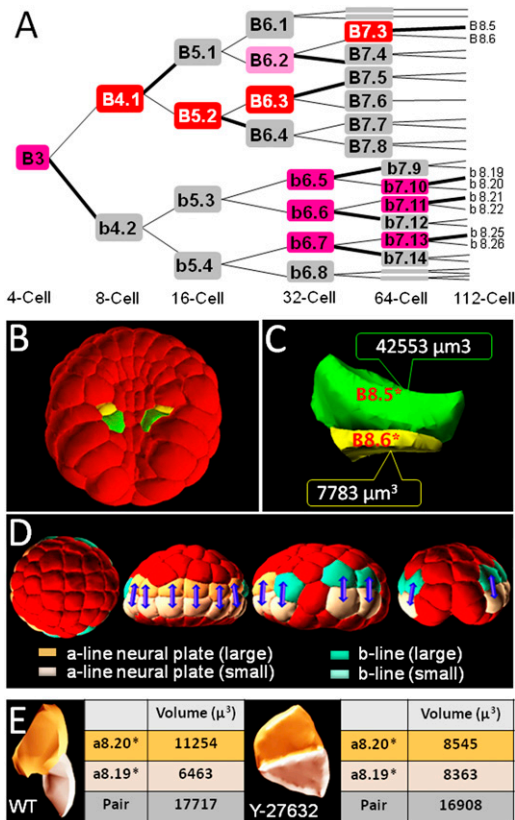 A
B6.1
B5.1
B7.3
B8.5
B8.6
B6.2
B7.4
B4.1
B7.5
B5.2
B6.3
B7.6
B6.4
B7.7
B7.8
B3
b7.9
b5.3
b6.5
b7.10
b8.19
b8.20
b4.2
b6.6
b7.11
b8.21
b8.22
b7.12
b6.7
b7.13
b8.25
b8.26
b5.4
b7.14
b6.8
4-Cell 8-Cell 16-Cell 32-Cell 64-Cell 112-Cell
B
C
42553 µm3
B8.5*
B8.6*
7783 µm³
D
a-line neural plate (large) b-line (large)
a-line neural plate (small) b-line (small)
E
Volume (µ³) Volume (µ³)
a8.20* 11254 a8.20* 8545
a8.19* 6463 a8.19* 8363
WT Pair 17717 Y-27632 Pair 16908